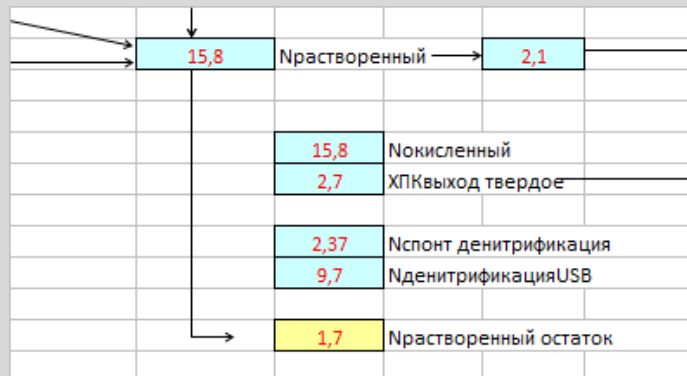 15,8 Nрастворенный 2,1
15,8 Nокисленный
2,7 ХПКвыход твердое
2,37 Nспонт денитрификация
9,7 NденитрификацияUSB
1,7 Nрастворенный остаток